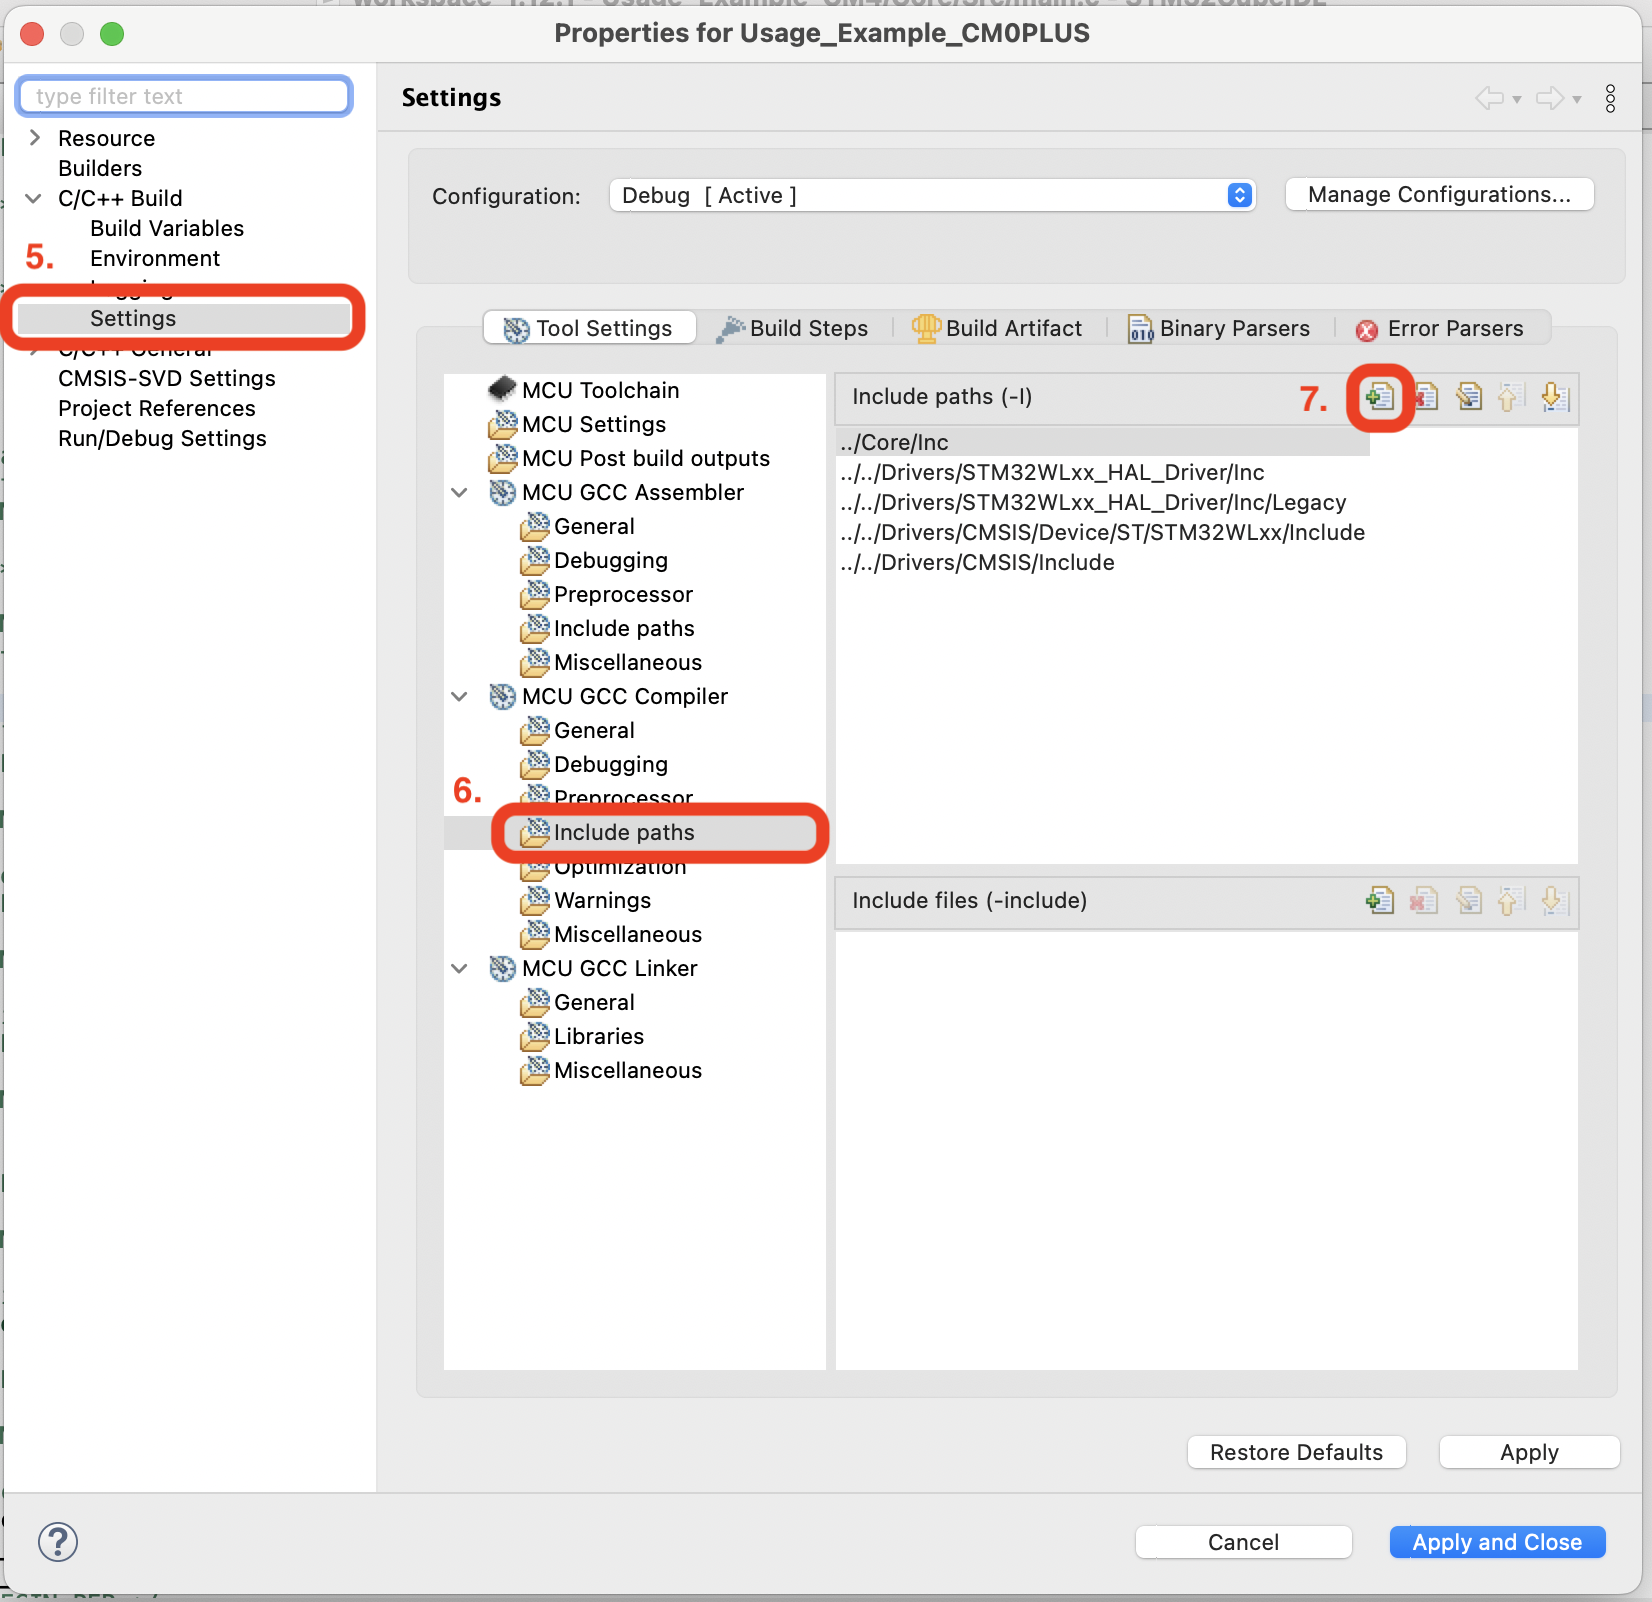 Properties for Usage_Example_CM0PLUS
type filter text
Resource
Builders
C/C++ Build
Build Variables
5.
Environment
Logging
Settings
C/C++ General
CMSIS-SVD Settings
Project References
Run/Debug Settings
Settings
Configuration:
Debug [ Active ]
Manage Configurations...
Tool Settings
Build Steps
Build Artifact
Binary Parsers
Error Parsers
MCU Toolchain
MCU Settings
MCU Post build outputs
MCU GCC Assembler
General
Debugging
Preprocessor
Include paths
Miscellaneous
MCU GCC Compiler
General
Debugging
6.
Preprocessor
Include paths
Optimization
Warnings
Miscellaneous
MCU GCC Linker
General
Libraries
Miscellaneous
Include paths (-I)
7.
../Core/Inc
../../Drivers/STM32WLxx_HAL_Driver/Inc
../../Drivers/STM32WLxx_HAL_Driver/Inc/Legacy
../../Drivers/CMSIS/Device/ST/STM32WLxx/Include
../../Drivers/CMSIS/Include
Include files (-include)
Restore Defaults
Apply
?
Cancel
Apply and Close